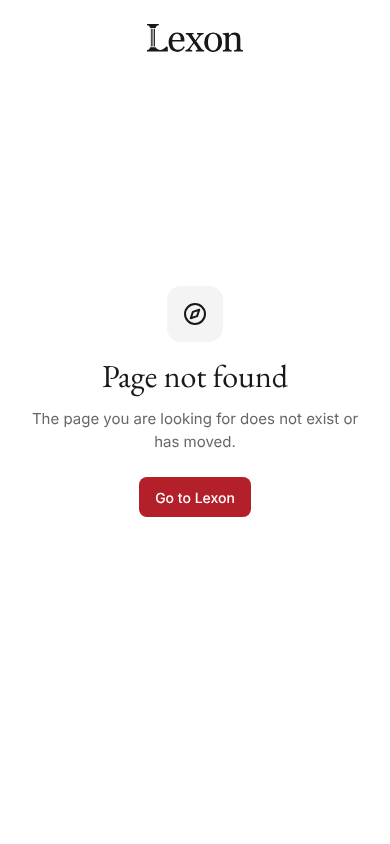 Lexon
Page not found
The page you are looking for does not exist or
has moved.
Go to Lexon